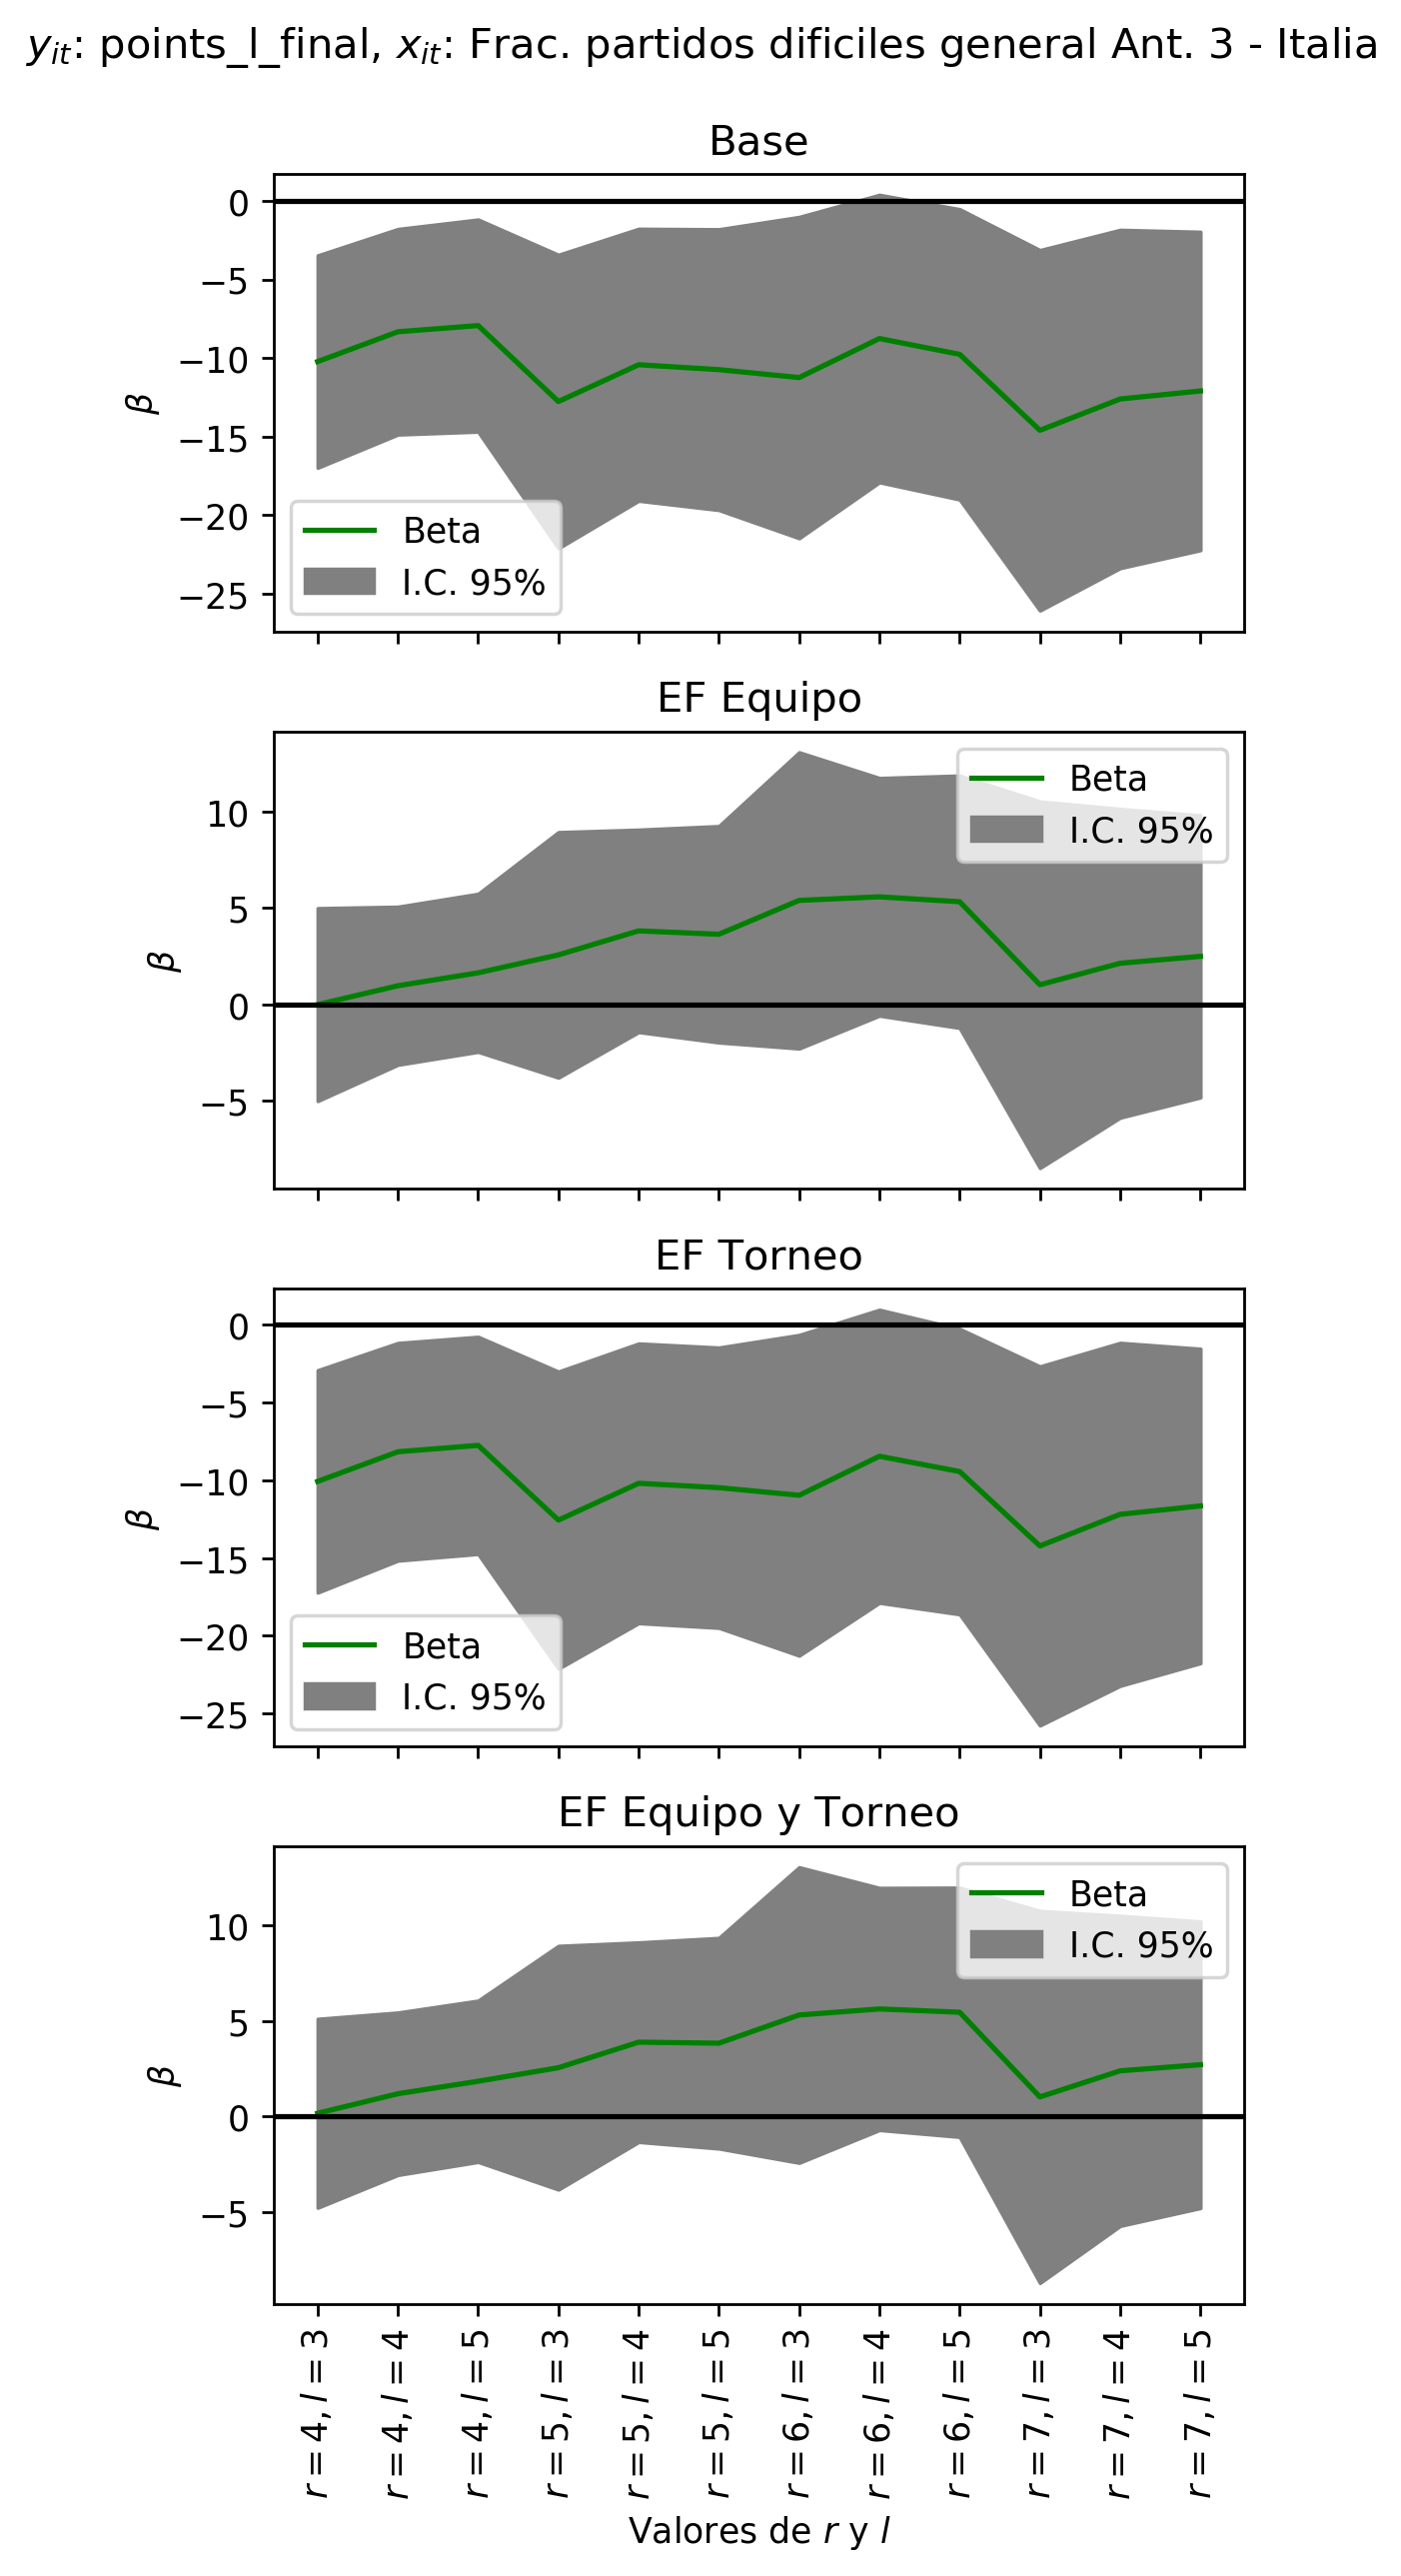 y_it: points_l_final, x_it: Frac. partidos dificiles general Ant. 3 - Italia
Base
0
−5
−10
−15
−20
−25
β
Beta
I.C. 95%
EF Equipo
10
5
0
−5
β
Beta
I.C. 95%
EF Torneo
0
−5
−10
−15
−20
−25
β
Beta
I.C. 95%
EF Equipo y Torneo
10
5
0
−5
β
Beta
I.C. 95%
r = 4, l = 3
r = 4, l = 4
r = 4, l = 5
r = 5, l = 3
r = 5, l = 4
r = 5, l = 5
r = 6, l = 3
r = 6, l = 4
r = 6, l = 5
r = 7, l = 3
r = 7, l = 4
r = 7, l = 5
Valores de r y l